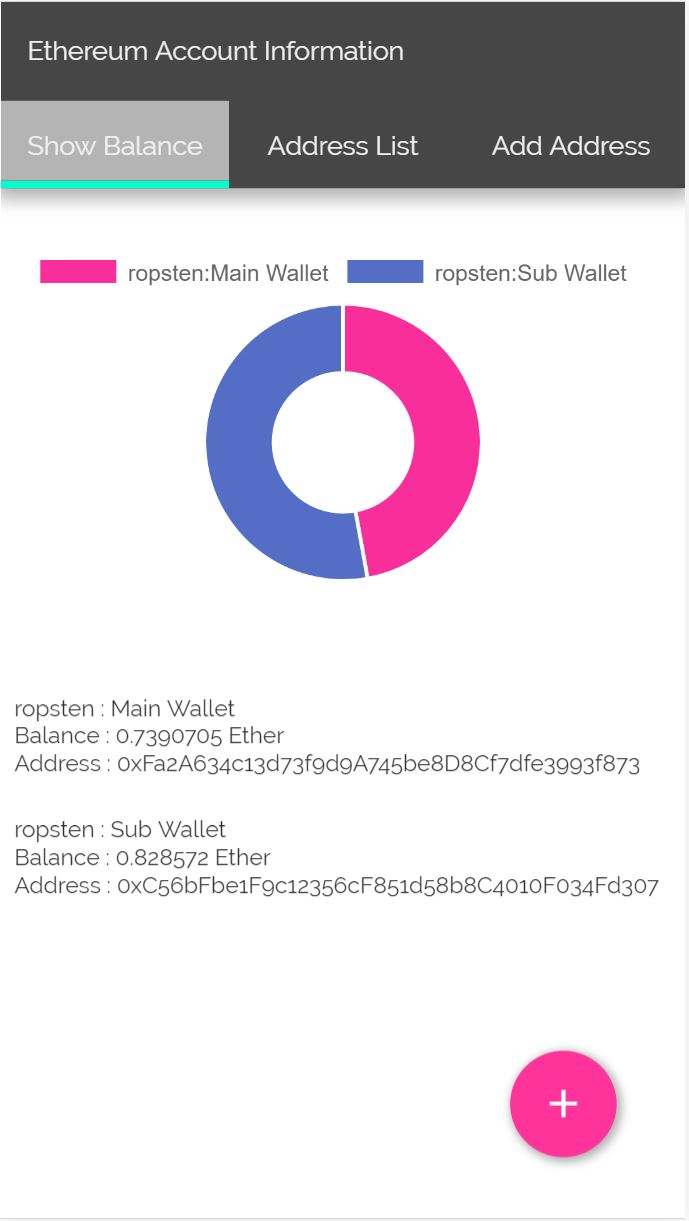 Ethereum Account Information
Show Balance Address List Add Address
ropsten:Main Wallet ropsten:Sub Wallet
ropsten : Main Wallet
Balance : 0.7390705 Ether
Address : 0xFa2A634c13d73f9d9A745be8D8Cf7dfe3993f873
ropsten : Sub Wallet
Balance : 0.828572 Ether
Address : 0xC56bFbe1F9c12356cF851d58b8C4010F034Fd307
+